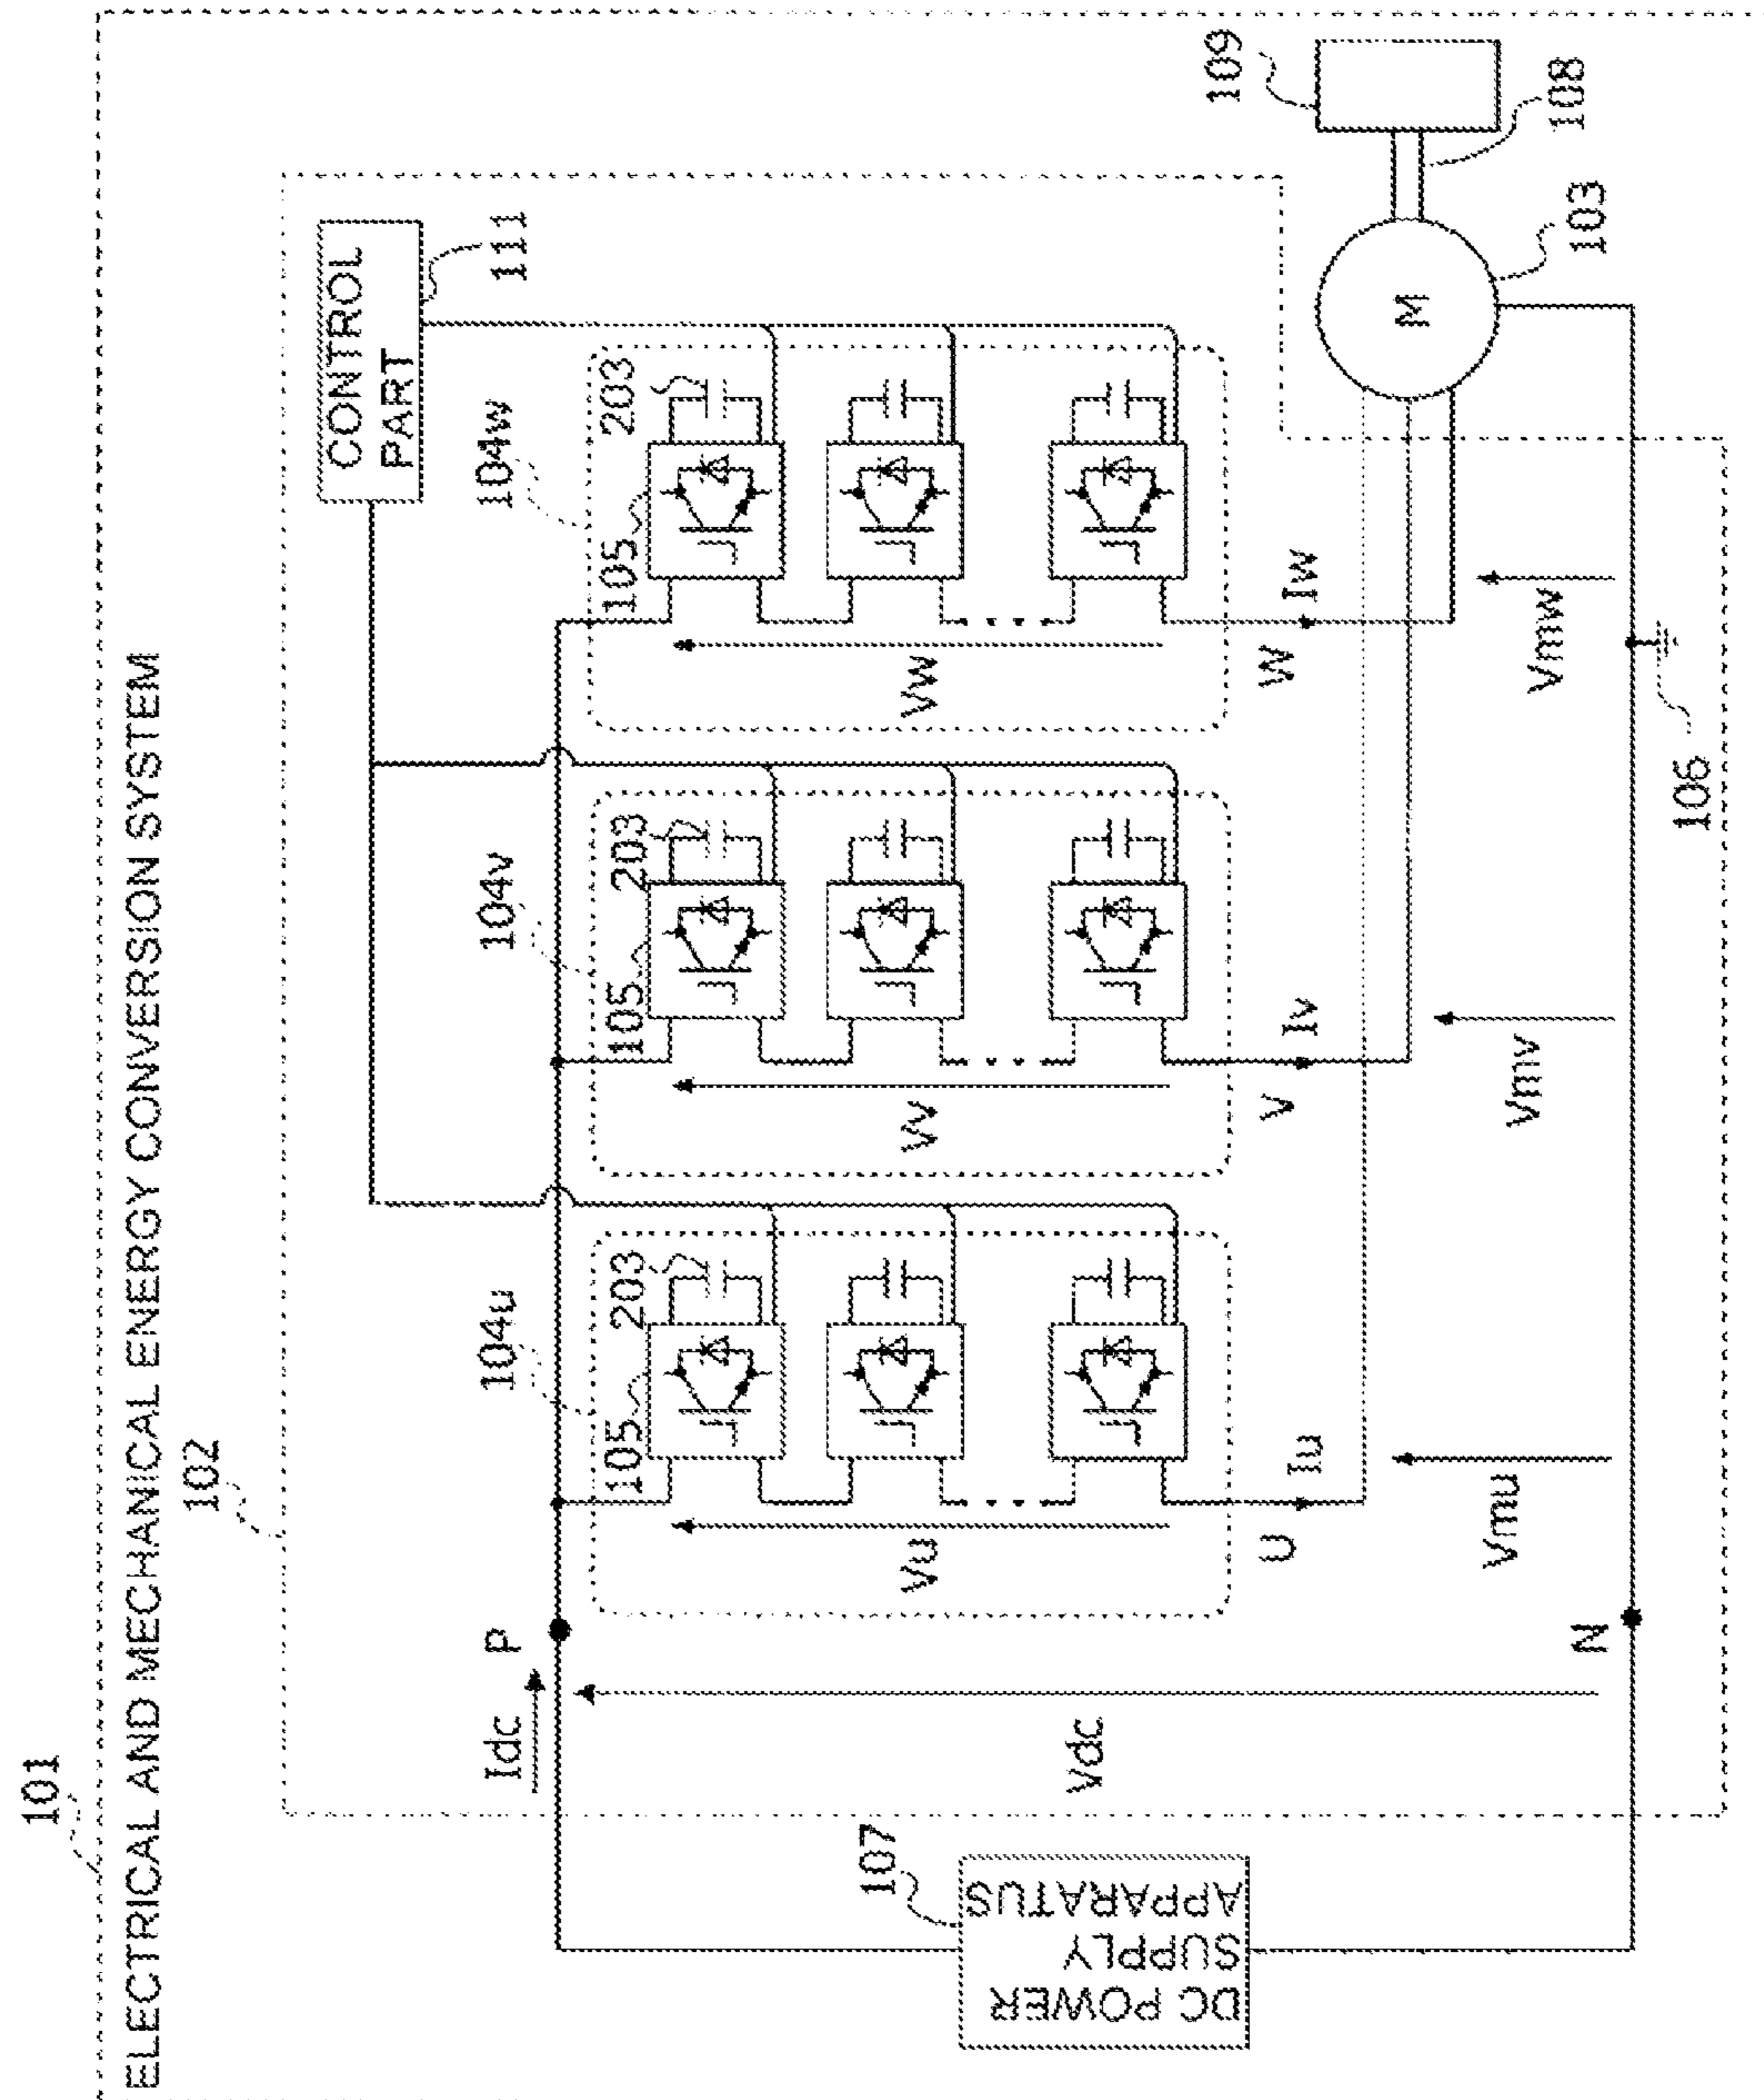 101
ELECTRICAL AND MECHANICAL ENERGY CONVERSION SYSTEM
102
CONTROL
PART
111
Idc
P
104u
104v
104w
105
203
105
203
105
203
Vu
Vv
Vw
107
DC POWER
SUPPLY
APPARATUS
Vdc
U
Iu
V
Iv
W
Iw
109
108
M
103
Vmu
Vmv
Vmw
N
106